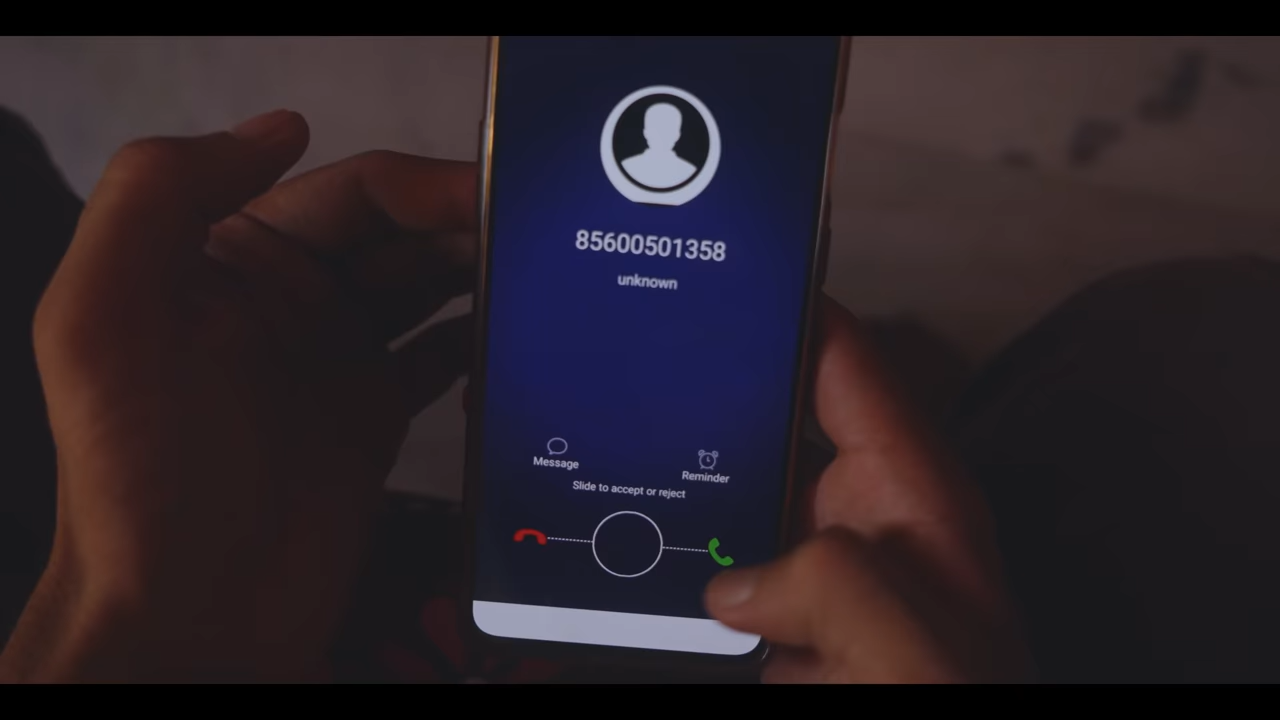 85600501358
unknown
Message
Reminder
Slide to accept or reject